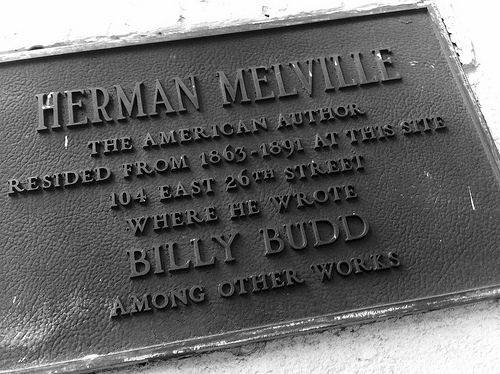 HERMAN MELVILLE
THE AMERICAN AUTHOR
RESIDED FROM 1863-1891 AT THIS SITE
104 EAST 26TH STREET
WHERE HE WROTE
BILLY BUDD
AMONG OTHER WORKS